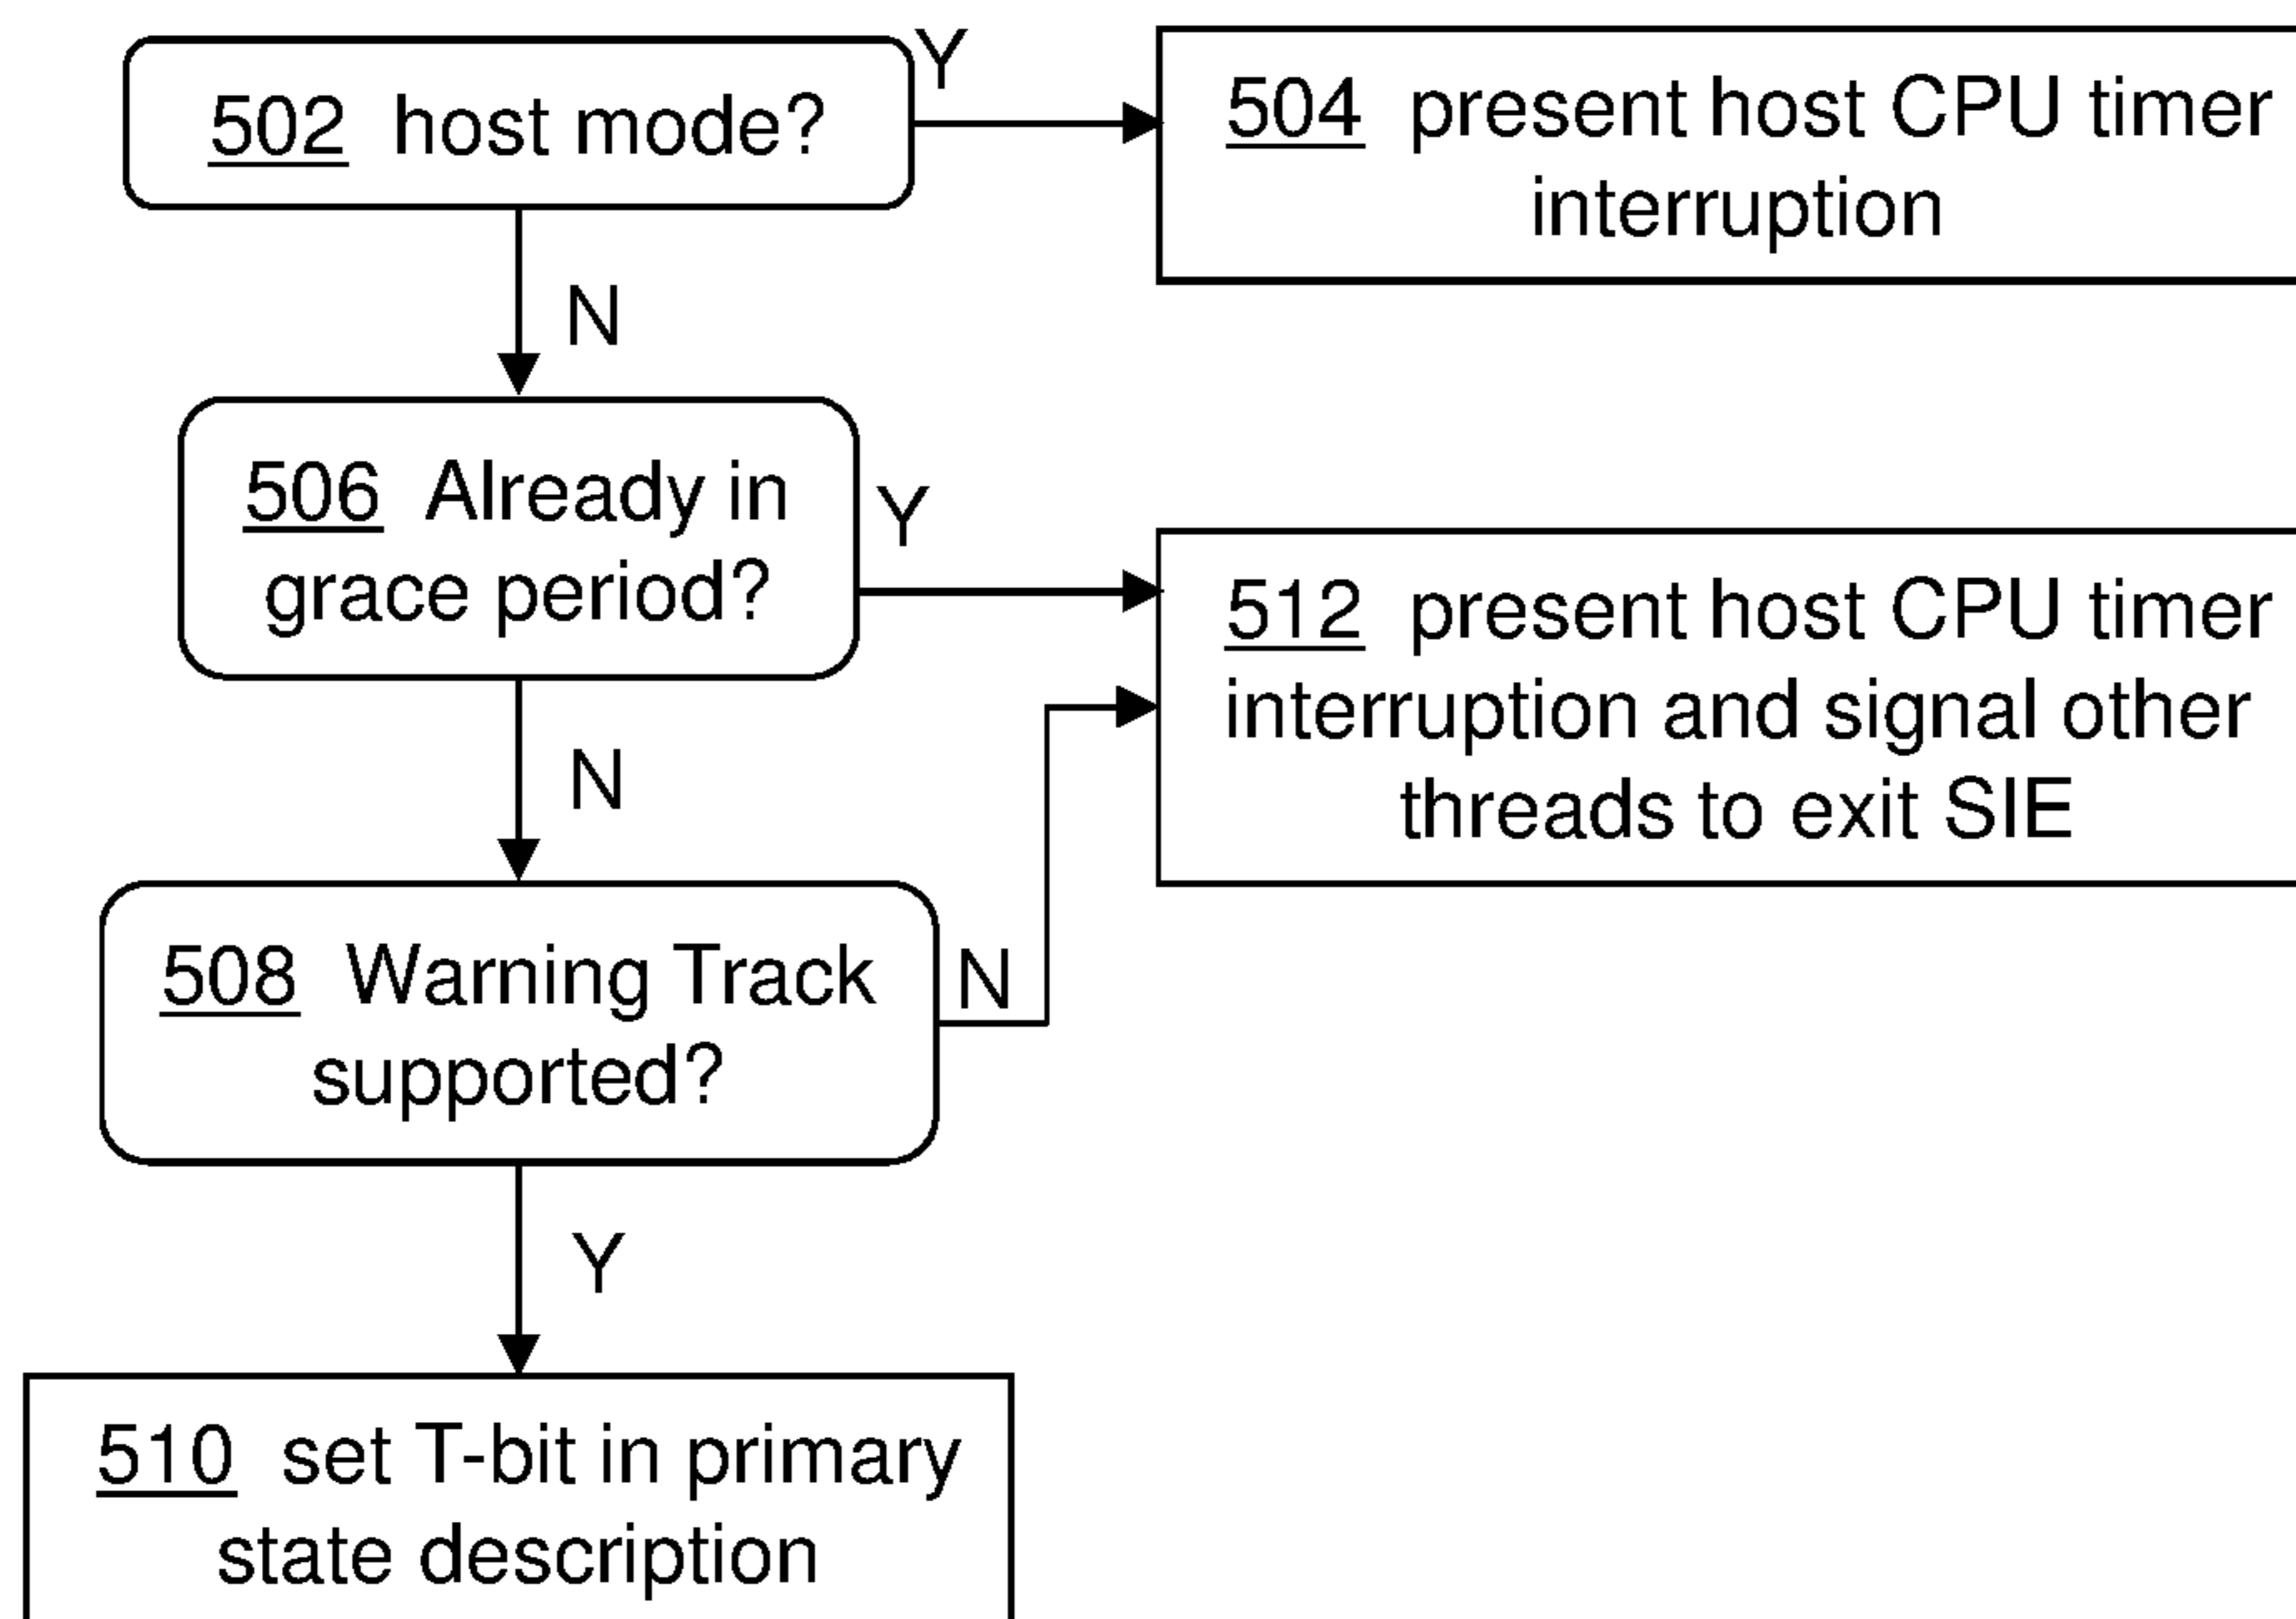 502 host mode?
Y
504 present host CPU timer
interruption
N
506 Already in
grace period?
Y
512 present host CPU timer
interruption and signal other
threads to exit SIE
N
508 Warning Track
supported?
N
Y
510 set T-bit in primary
state description